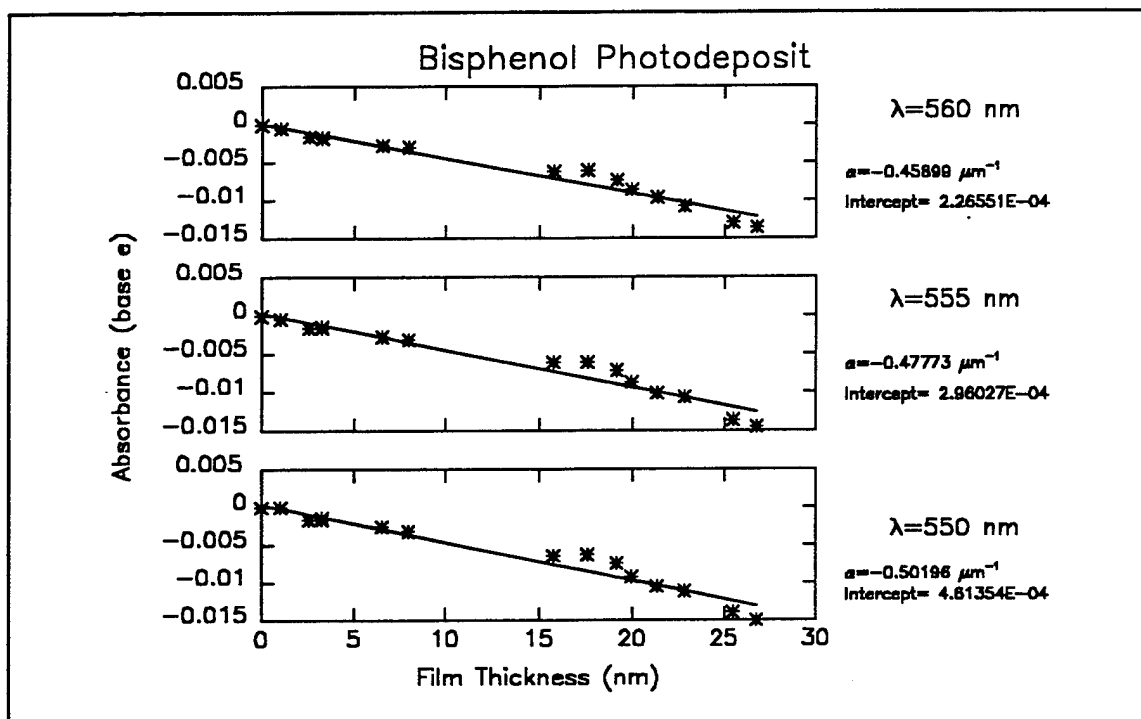 Bisphenol Photodeposit
Absorbance (base e)
0.005
0
−0.005
−0.01
−0.015
λ=560 nm
α=−0.45899 μm⁻¹
Intercept= 2.26551E−04
0.005
0
−0.005
−0.01
−0.015
λ=555 nm
α=−0.47773 μm⁻¹
Intercept= 2.96027E−04
0.005
0
−0.005
−0.01
−0.015
λ=550 nm
α=−0.50196 μm⁻¹
Intercept= 4.61354E−04
0 5 10 15 20 25 30
Film Thickness (nm)